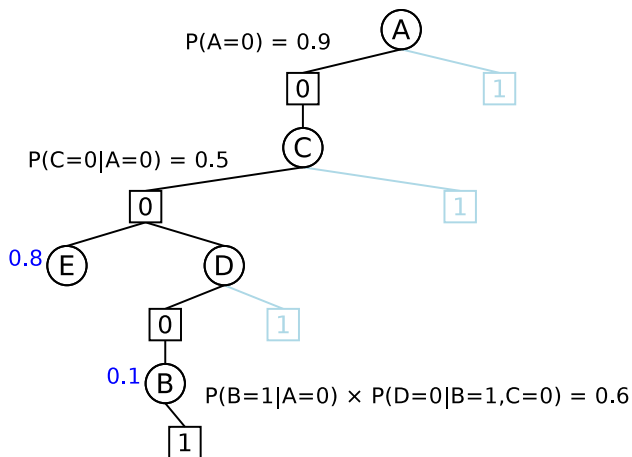 A
P(A=0) = 0.9
0
1
C
P(C=0|A=0) = 0.5
0
1
0.8
E
D
0
1
0.1
B
P(B=1|A=0) × P(D=0|B=1,C=0) = 0.6
1